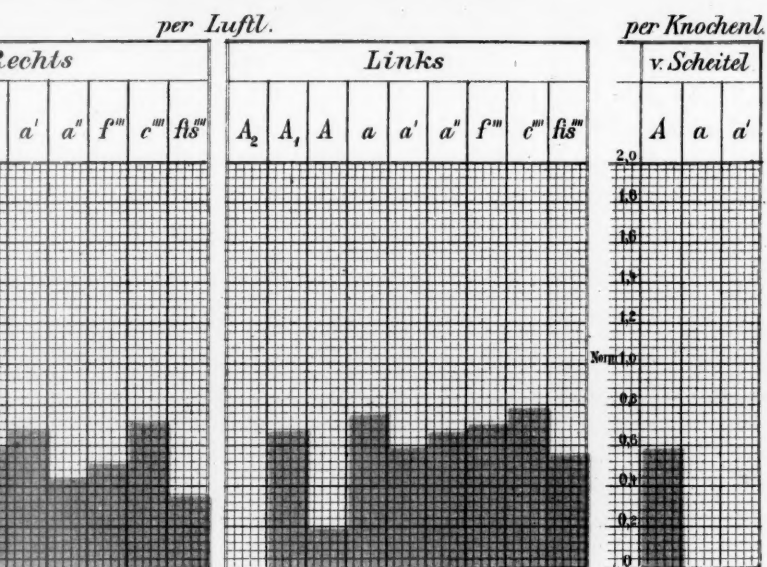 per Luftl. per Knochenl.
Rechts Links v. Scheitel
a' a" f''' c'''' fis'''' A₂ A₁ A a a' a" f''' c'''' fis'''' A a a'
2,0
1,8
1,6
1,4
1,2
Norm 1,0
0,8
0,6
0,4
0,2
0